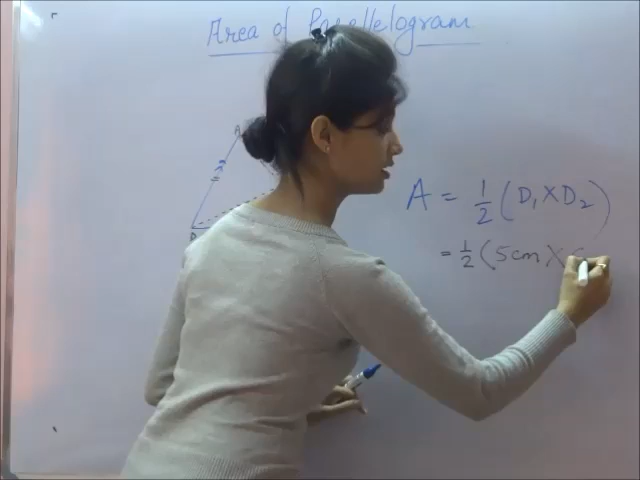 Area of Parallelogram
A
D
A = 1/2 (D₁ X D₂)
= 1/2 (5cm X